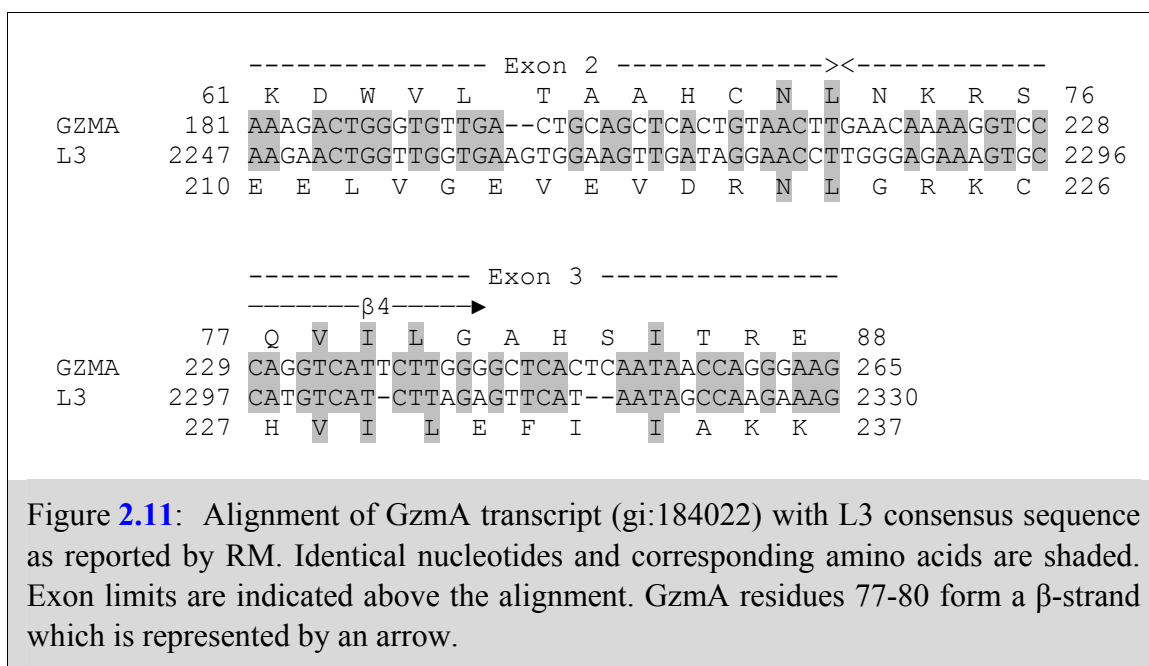 --------------- Exon 2 -------------><------------
61 K D W V L T A A H C N L N K R S 76
GZMA 181 AAAGACTGGGTGTTGA--CTGCAGCTCACTGTAACTTGAACAAAAGGTCC 228
L3 2247 AAGAACTGGTTGGTGAAGTGGAAGTTGATAGGAACCTTGGGAGAAAGTGC 2296
210 E E L V G E V E V D R N L G R K C 226
-------------- Exon 3 ---------------
———————β4—————►
77 Q V I L G A H S I T R E 88
GZMA 229 CAGGTCATTCTTGGGGCTCACTCAATAACCAGGGAAG 265
L3 2297 CATGTCAT-CTTAGAGTTCAT--AATAGCCAAGAAAG 2330
227 H V I L E F I I A K K 237
Figure 2.11: Alignment of GzmA transcript (gi:184022) with L3 consensus sequence
as reported by RM. Identical nucleotides and corresponding amino acids are shaded.
Exon limits are indicated above the alignment. GzmA residues 77-80 form a β-strand
which is represented by an arrow.